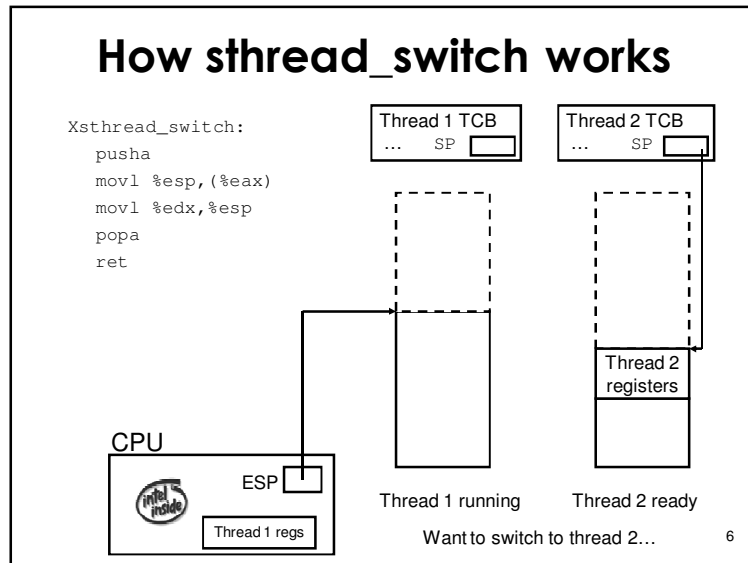 How sthread_switch works
Xsthread_switch:
pusha
movl %esp,(%eax)
movl %edx,%esp
popa
ret
Thread 1 TCB
... SP
Thread 2 TCB
... SP
Thread 2
registers
CPU
ESP
intel
inside
Thread 1 regs
Thread 1 running
Thread 2 ready
Want to switch to thread 2...
6